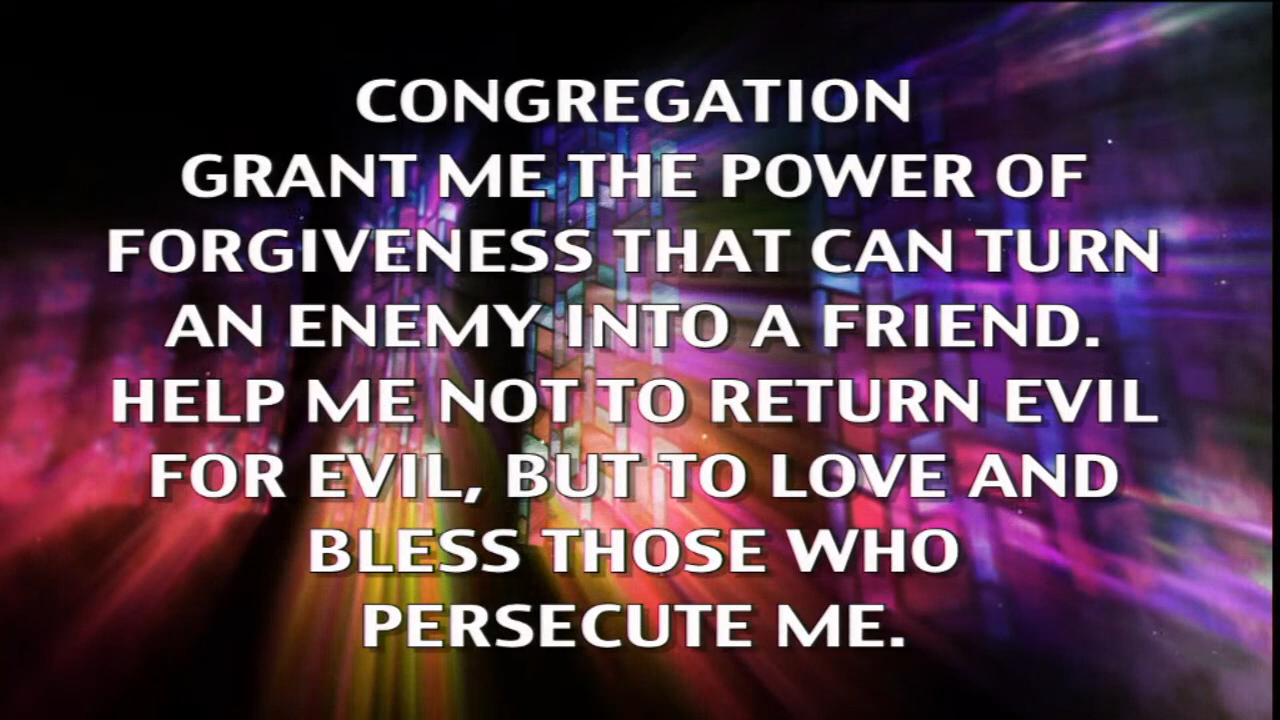 CONGREGATION
GRANT ME THE POWER OF
FORGIVENESS THAT CAN TURN
AN ENEMY INTO A FRIEND.
HELP ME NOT TO RETURN EVIL
FOR EVIL, BUT TO LOVE AND
BLESS THOSE WHO
PERSECUTE ME.